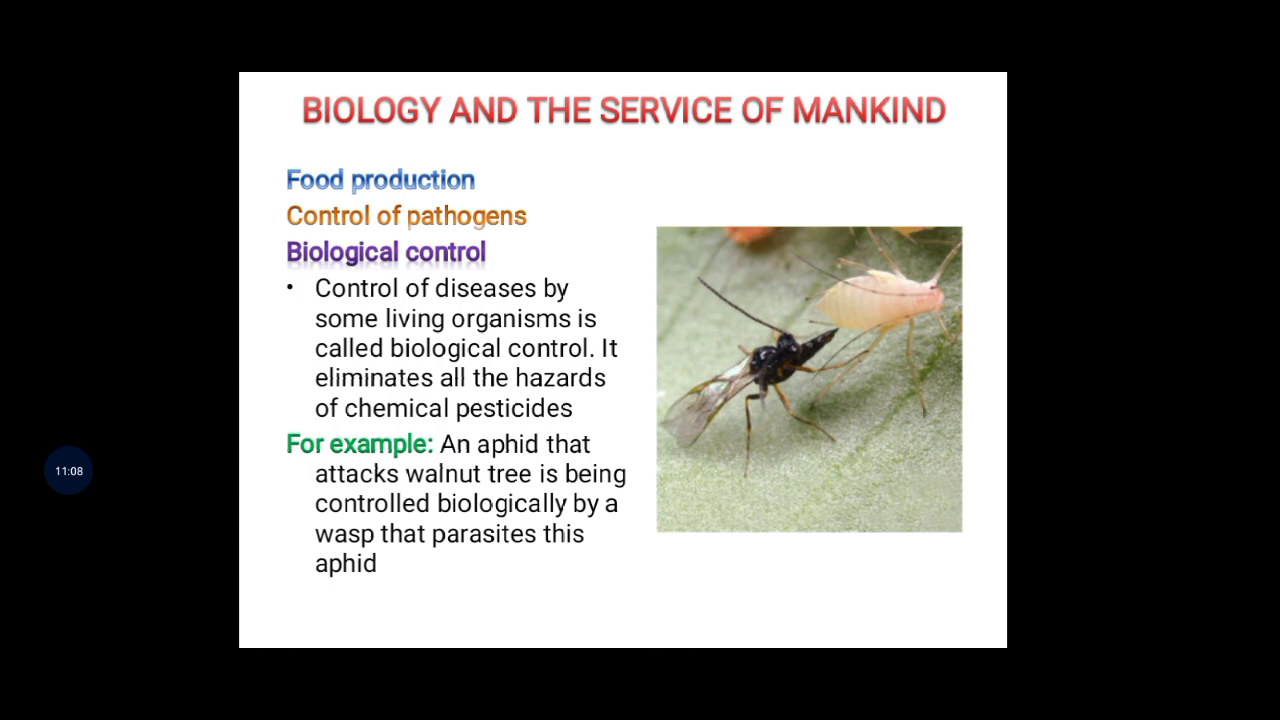 BIOLOGY AND THE SERVICE OF MANKIND
Food production
Control of pathogens
Biological control
• Control of diseases by
some living organisms is
called biological control. It
eliminates all the hazards
of chemical pesticides
For example: An aphid that
attacks walnut tree is being
controlled biologically by a
wasp that parasites this
aphid
11:08